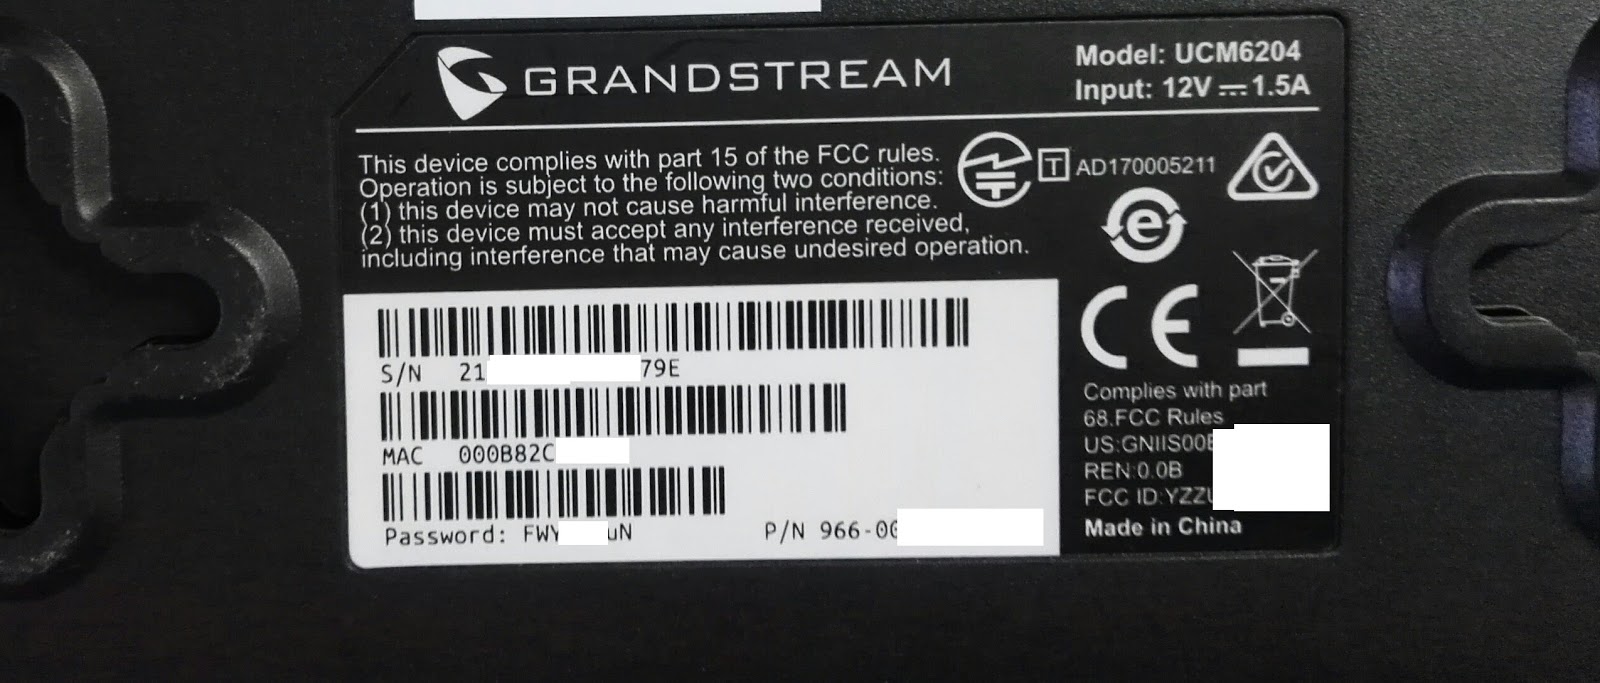 GRANDSTREAM
Model: UCM6204
Input: 12V ⎓ 1.5A
This device complies with part 15 of the FCC rules.
Operation is subject to the following two conditions:
(1) this device may not cause harmful interference.
(2) this device must accept any interference received,
including interference that may cause undesired operation.
T AD170005211
e
CE
S/N 21 79E
MAC 000B82C
Password: FWY uN
P/N 966-00
Complies with part
68.FCC Rules
US:GNIIS00
REN:0.0B
FCC ID:YZZ
Made in China